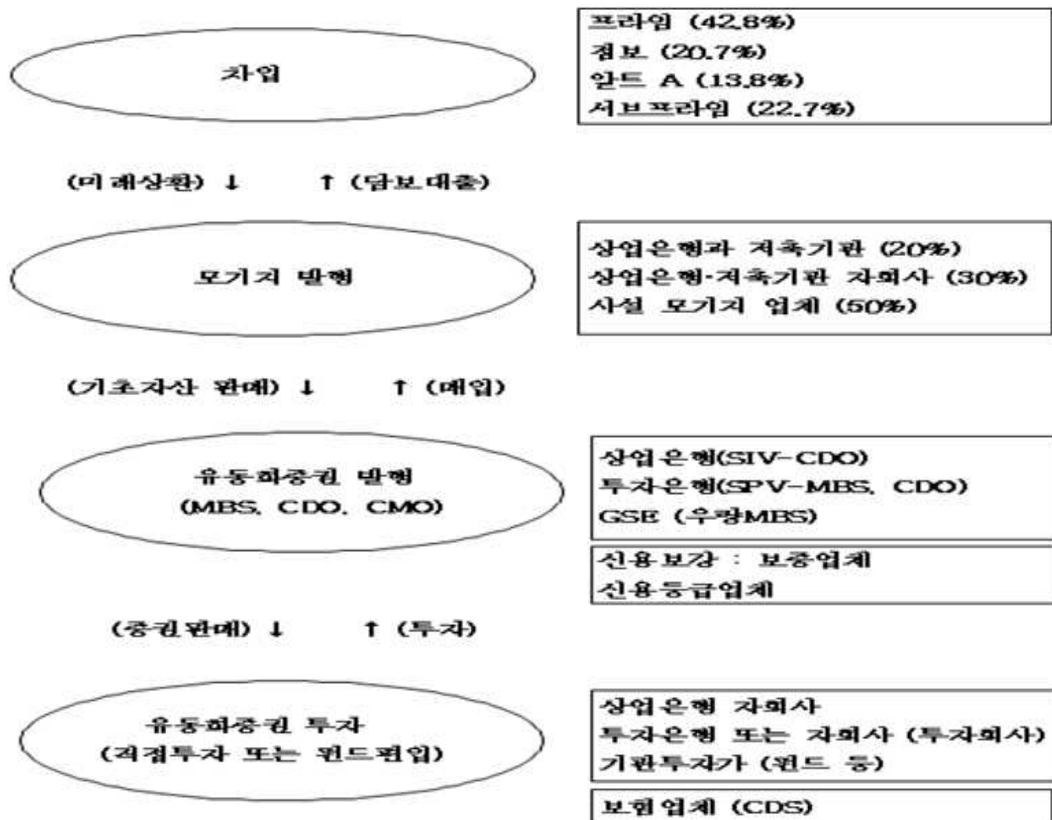 차입
프라임 (42.8%)
점보 (20.7%)
알트 A (13.8%)
서브프라임 (22.7%)
(미래상환) ↓ ↑ (담보대출)
모기지 발행
상업은행과 저축기관 (20%)
상업은행·저축기관 자회사 (30%)
사설 모기지 업체 (50%)
(기초자산 판매) ↓ ↑ (매입)
유동화증권 발행
(MBS, CDO, CMO)
상업은행(SIV-CDO)
투자은행(SPV-MBS, CDO)
GSE (우량MBS)
신용보강 : 보증업체
신용등급업체
(증권판매) ↓ ↑ (투자)
유동화증권 투자
(직접투자 또는 펀드편입)
상업은행 자회사
투자은행 또는 자회사 (투자회사)
기관투자가 (펀드 등)
보험업체 (CDS)